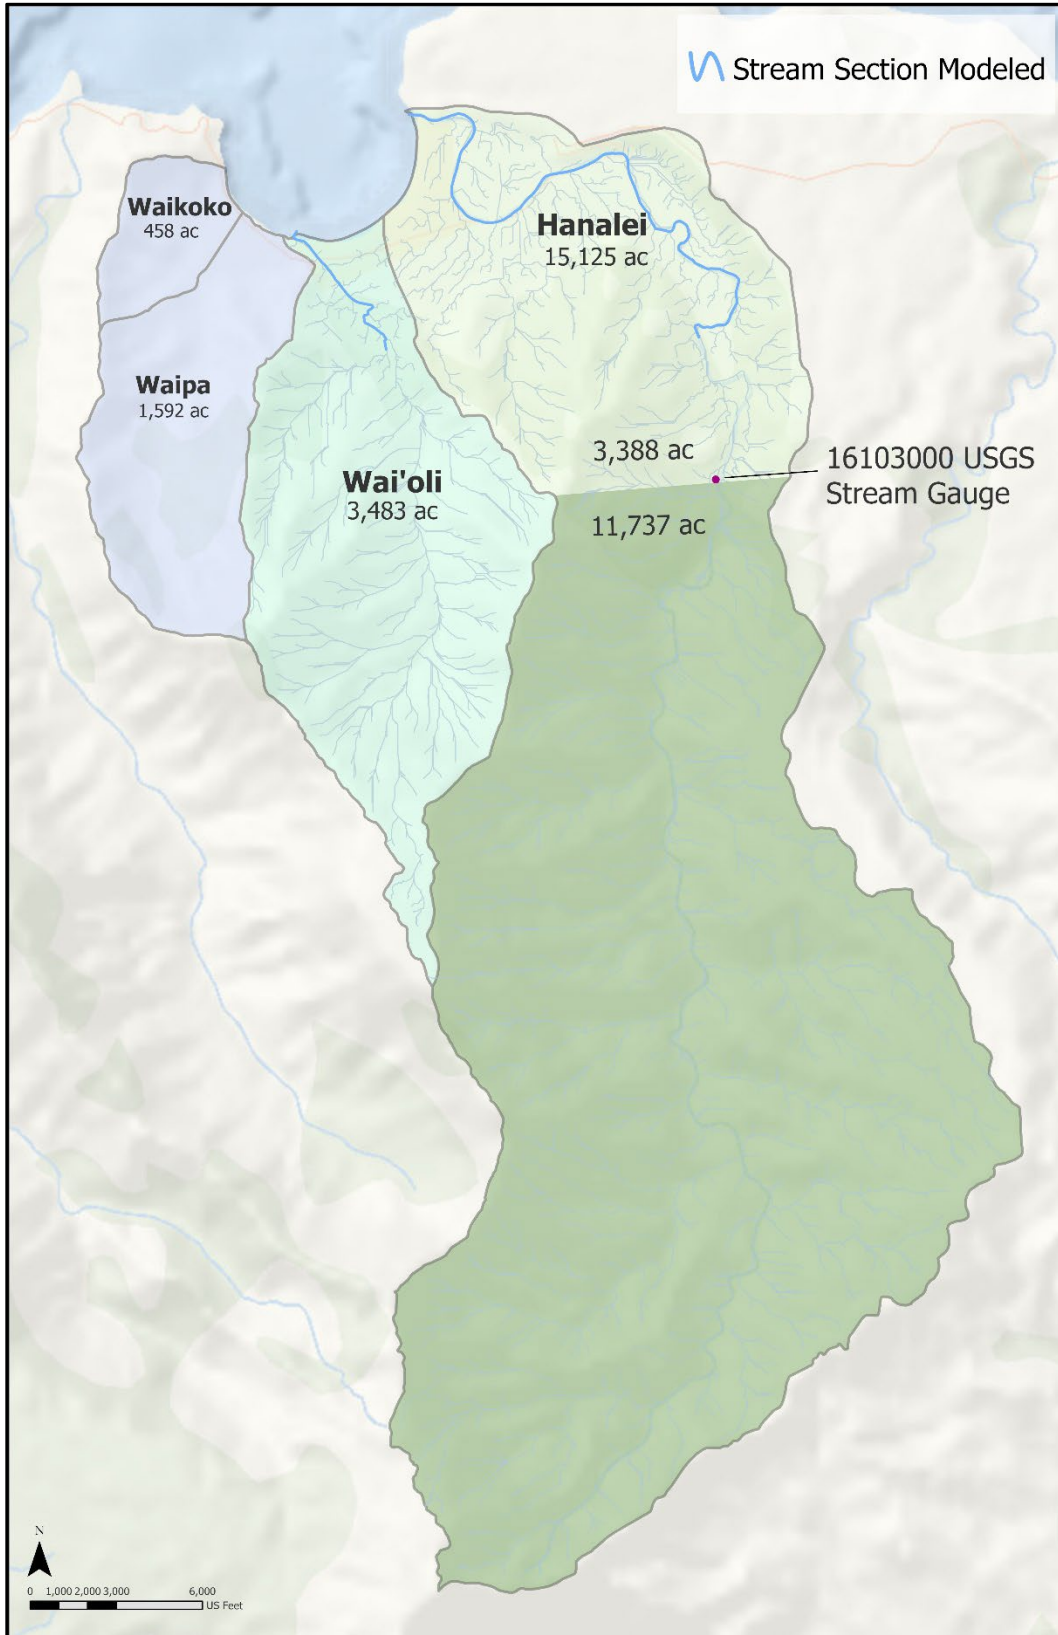 Stream Section Modeled
Waikoko
458 ac
Hanalei
15,125 ac
Waipa
1,592 ac
3,388 ac
16103000 USGS
Stream Gauge
Wai'oli
3,483 ac
11,737 ac
N
0 1,000 2,000 3,000 6,000
US Feet